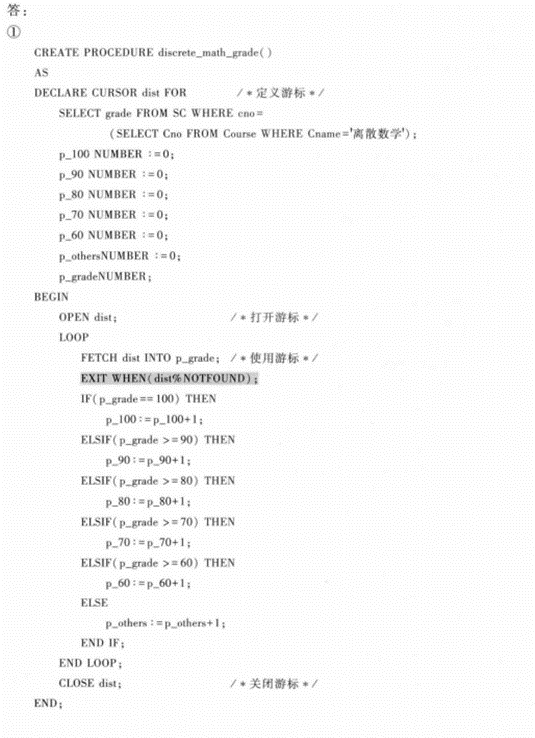 答：
①
CREATE PROCEDURE discrete_math_grade()
AS
DECLARE CURSOR dist FOR /*定义游标*/
SELECT grade FROM SC WHERE cno=
(SELECT Cno FROM Course WHERE Cname='离散数学');
p_100 NUMBER :=0;
p_90 NUMBER :=0;
p_80 NUMBER :=0;
p_70 NUMBER :=0;
p_60 NUMBER :=0;
p_othersNUMBER :=0;
p_gradeNUMBER;
BEGIN
OPEN dist; /*打开游标*/
LOOP
FETCH dist INTO p_grade; /*使用游标*/
EXIT WHEN(dist%NOTFOUND);
IF(p_grade==100) THEN
p_100:=p_100+1;
ELSIF(p_grade >=90) THEN
p_90:=p_90+1;
ELSIF(p_grade >=80) THEN
p_80:=p_80+1;
ELSIF(p_grade >=70) THEN
p_70:=p_70+1;
ELSIF(p_grade >=60) THEN
p_60:=p_60+1;
ELSE
p_others:=p_others+1;
END IF;
END LOOP;
CLOSE dist; /*关闭游标*/
END;